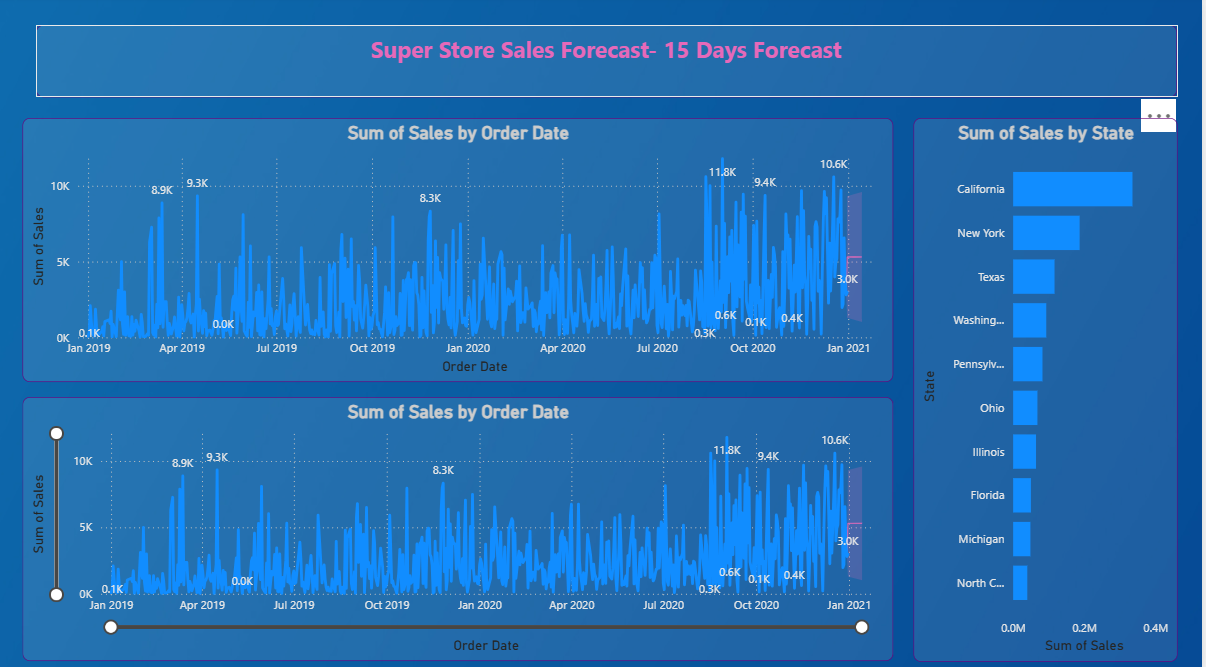 Super Store Sales Forecast- 15 Days Forecast
Sum of Sales by Order Date
10K
5K
0K
Sum of Sales
0.1K
8.9K
9.3K
0.0K
8.3K
11.8K
9.4K
10.6K
3.0K
0.3K
0.6K
0.1K
0.4K
Jan 2019 Apr 2019 Jul 2019 Oct 2019 Jan 2020 Apr 2020 Jul 2020 Oct 2020 Jan 2021
Order Date
Sum of Sales by Order Date
10K
5K
0K
Sum of Sales
0.1K
8.9K
9.3K
0.0K
8.3K
11.8K
9.4K
10.6K
3.0K
0.3K
0.6K
0.1K
0.4K
Jan 2019 Apr 2019 Jul 2019 Oct 2019 Jan 2020 Apr 2020 Jul 2020 Oct 2020 Jan 2021
Order Date
Sum of Sales by State
State
California
New York
Texas
Washing...
Pennsylv...
Ohio
Illinois
Florida
Michigan
North C...
0.0M 0.2M 0.4M
Sum of Sales